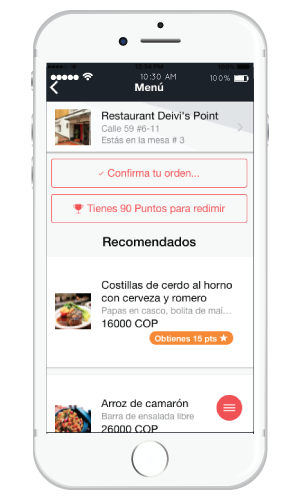 10:30 AM
100%
Menú
Restaurant Deivi's Point
Calle 59 #6-11
Estás en la mesa # 3
✓ Confirma tu orden...
Tienes 90 Puntos para redimir
Recomendados
Costillas de cerdo al horno
con cerveza y romero
Papas en casco, bolita de maí...
16000 COP
Obtienes 15 pts ★
Arroz de camarón
Barra de ensalada libre
26000 COP